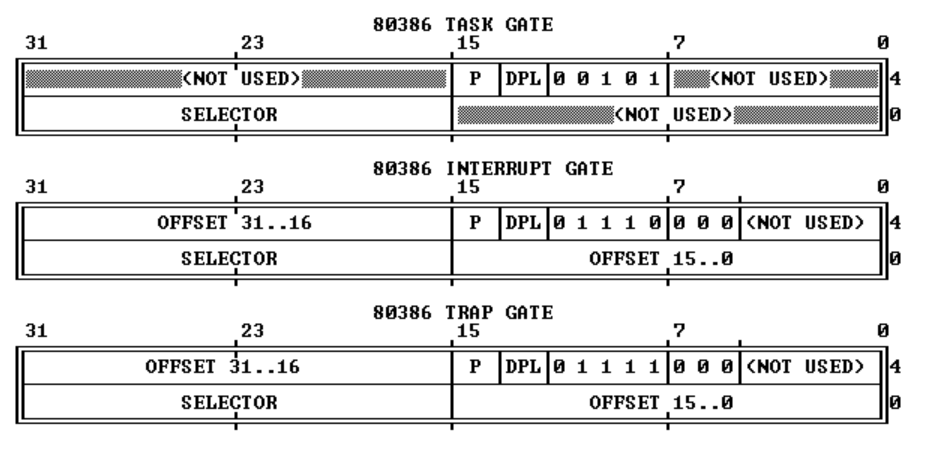 80386 TASK GATE
31 23 15 7 0
(NOT USED) P DPL 0 0 1 0 1 (NOT USED) 4
SELECTOR (NOT USED) 0
80386 INTERRUPT GATE
31 23 15 7 0
OFFSET 31..16 P DPL 0 1 1 1 0 0 0 0 (NOT USED) 4
SELECTOR OFFSET 15..0 0
80386 TRAP GATE
31 23 15 7 0
OFFSET 31..16 P DPL 0 1 1 1 1 0 0 0 (NOT USED) 4
SELECTOR OFFSET 15..0 0